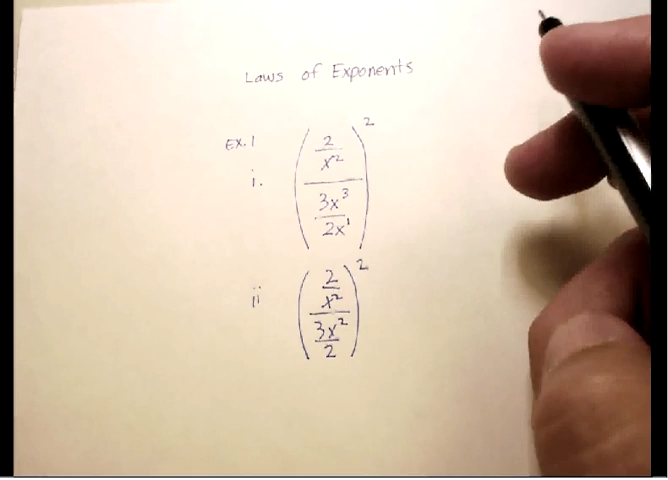 Laws of Exponents
Ex. 1
i. ((2/x²)/(3x³/2x¹))²
ii ((2/x²)/(3x²/2))²